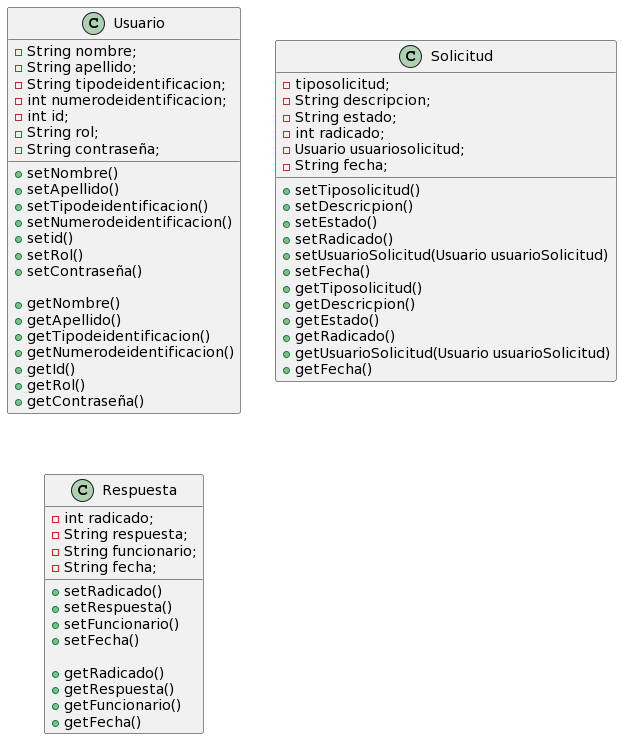 C Usuario
String nombre;
String apellido;
String tipodeidentificacion;
int numerodeidentificacion;
int id;
String rol;
String contraseña;
setNombre()
setApellido()
setTipodeidentificacion()
setNumerodeidentificacion()
setid()
setRol()
setContraseña()
getNombre()
getApellido()
getTipodeidentificacion()
getNumerodeidentificacion()
getId()
getRol()
getContraseña()
C Solicitud
tiposolicitud;
String descripcion;
String estado;
int radicado;
Usuario usuariosolicitud;
String fecha;
setTiposolicitud()
setDescricpion()
setEstado()
setRadicado()
setUsuarioSolicitud(Usuario usuarioSolicitud)
setFecha()
getTiposolicitud()
getDescricpion()
getEstado()
getRadicado()
getUsuarioSolicitud(Usuario usuarioSolicitud)
getFecha()
C Respuesta
int radicado;
String respuesta;
String funcionario;
String fecha;
setRadicado()
setRespuesta()
setFuncionario()
setFecha()
getRadicado()
getRespuesta()
getFuncionario()
getFecha()